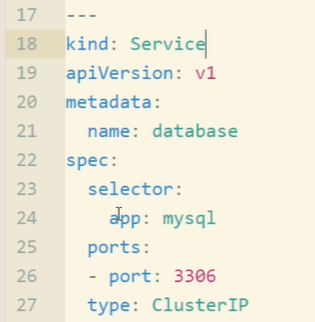 17 ---
18 kind: Service
19 apiVersion: v1
20 metadata:
21   name: database
22 spec:
23   selector:
24     app: mysql
25   ports:
26   - port: 3306
27   type: ClusterIP